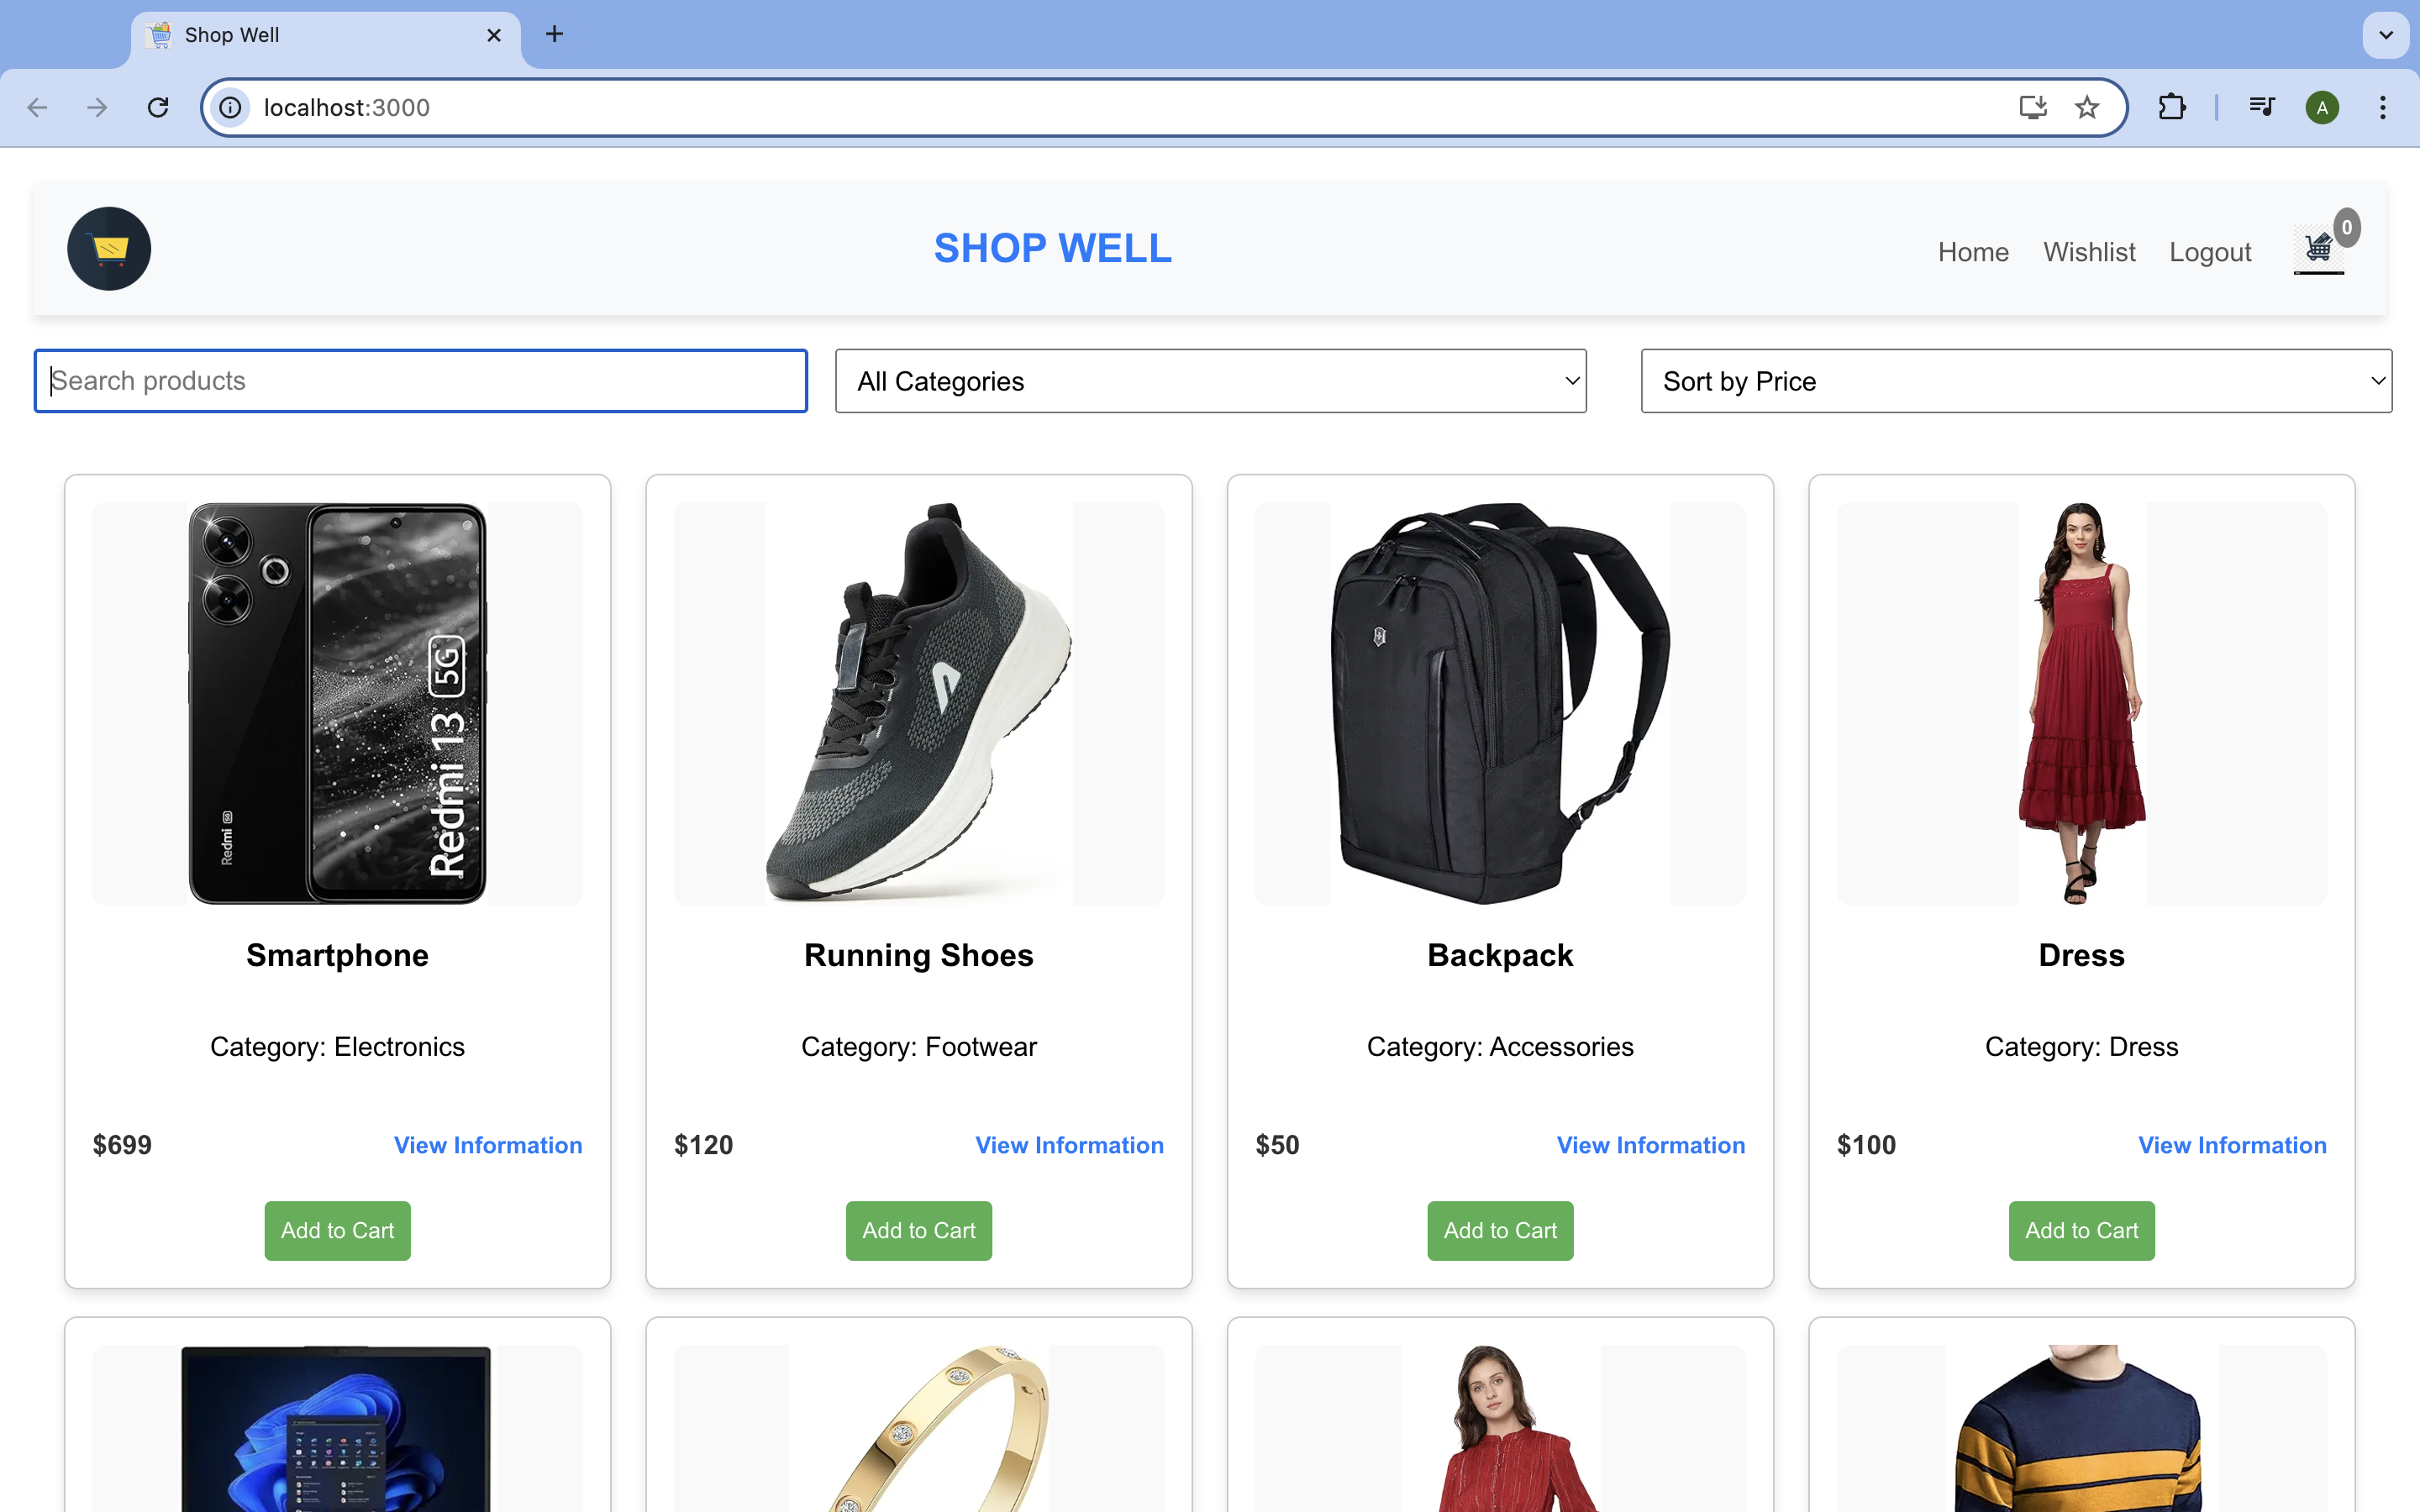 Shop Well
localhost:3000
SHOP WELL
Home
Wishlist
Logout
0
A
Search products
All Categories
Sort by Price
Redmi 13 5G
Redmi 5G
Smartphone
Category: Electronics
$699
View Information
Add to Cart
Running Shoes
Category: Footwear
$120
View Information
Add to Cart
Backpack
Category: Accessories
$50
View Information
Add to Cart
Dress
Category: Dress
$100
View Information
Add to Cart